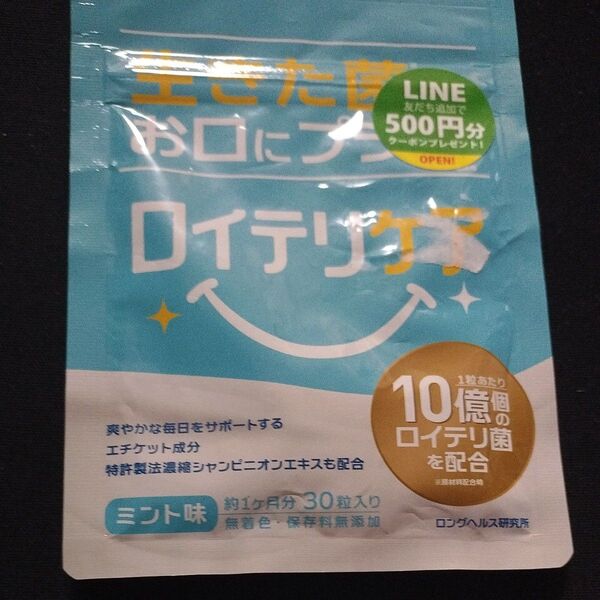 生きた菌
お口にプラ
LINE
友だち追加で
500円分
クーポンプレゼント!
OPEN!
ロイテリケア
1粒あたり
10億個の
ロイテリ菌
を配合
※原材料配合時
爽やかな毎日をサポートする
エチケット成分
特許製法濃縮シャンピニオンエキスも配合
ミント味
約1ヶ月分 30粒入り
無着色・保存料無添加
ロングヘルス研究所